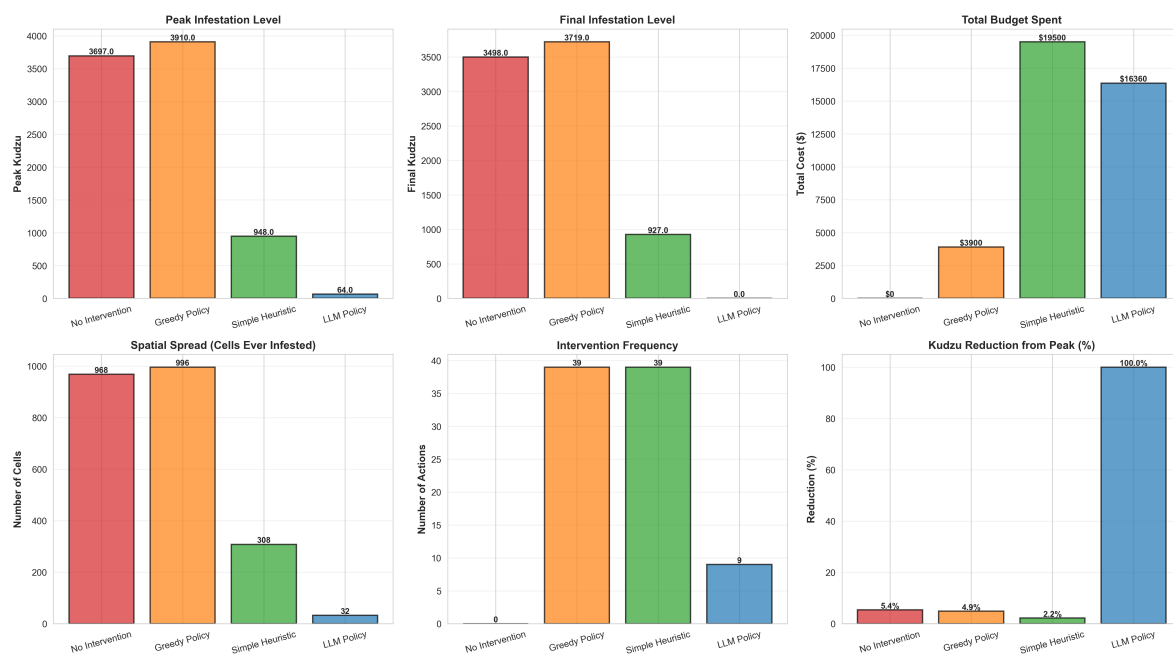 Peak Infestation Level
Peak Kudzu
4000
3500
3000
2500
2000
1500
1000
500
0
3697.0
3910.0
948.0
64.0
No Intervention
Greedy Policy
Simple Heuristic
LLM Policy
Final Infestation Level
Final Kudzu
3500
3000
2500
2000
1500
1000
500
0
3498.0
3719.0
927.0
0.0
No Intervention
Greedy Policy
Simple Heuristic
LLM Policy
Total Budget Spent
Total Cost ($)
20000
17500
15000
12500
10000
7500
5000
2500
0
$0
$3900
$19500
$16360
No Intervention
Greedy Policy
Simple Heuristic
LLM Policy
Spatial Spread (Cells Ever Infested)
Number of Cells
1000
800
600
400
200
0
968
996
308
32
No Intervention
Greedy Policy
Simple Heuristic
LLM Policy
Intervention Frequency
Number of Actions
40
35
30
25
20
15
10
5
0
0
39
39
9
No Intervention
Greedy Policy
Simple Heuristic
LLM Policy
Kudzu Reduction from Peak (%)
Reduction (%)
100
80
60
40
20
0
5.4%
4.9%
2.2%
100.0%
No Intervention
Greedy Policy
Simple Heuristic
LLM Policy